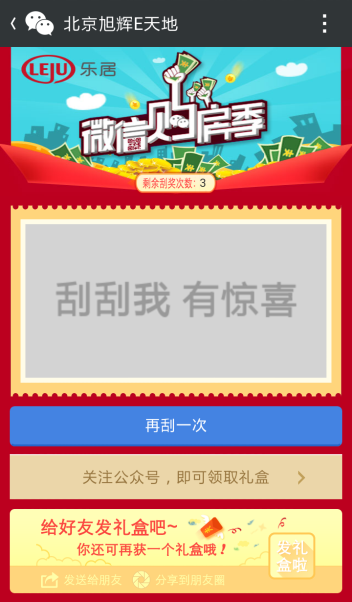 北京旭辉E天地
LEJU 乐居
微信购房季
剩余刮奖次数：3
刮刮我 有惊喜
再刮一次
关注公众号，即可领取礼盒
给好友发礼盒吧~
你还可再获一个礼盒哦！
发礼
盒啦
发送给朋友 分享到朋友圈